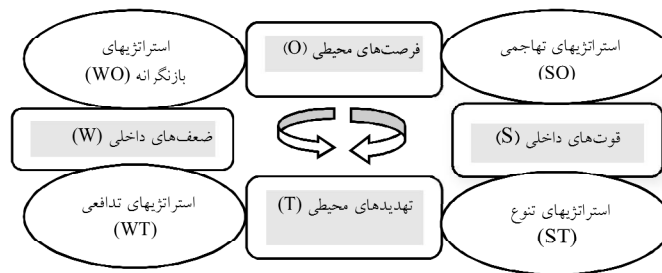 استراتژیهای تهاجمی
(SO)
فرصت‌های محیطی (O)
استراتژیهای
بازنگرانه (WO)
قوت‌های داخلی (S)
ضعف‌های داخلی (W)
استراتژیهای تنوع
(ST)
تهدیدهای محیطی (T)
استراتژیهای تدافعی
(WT)